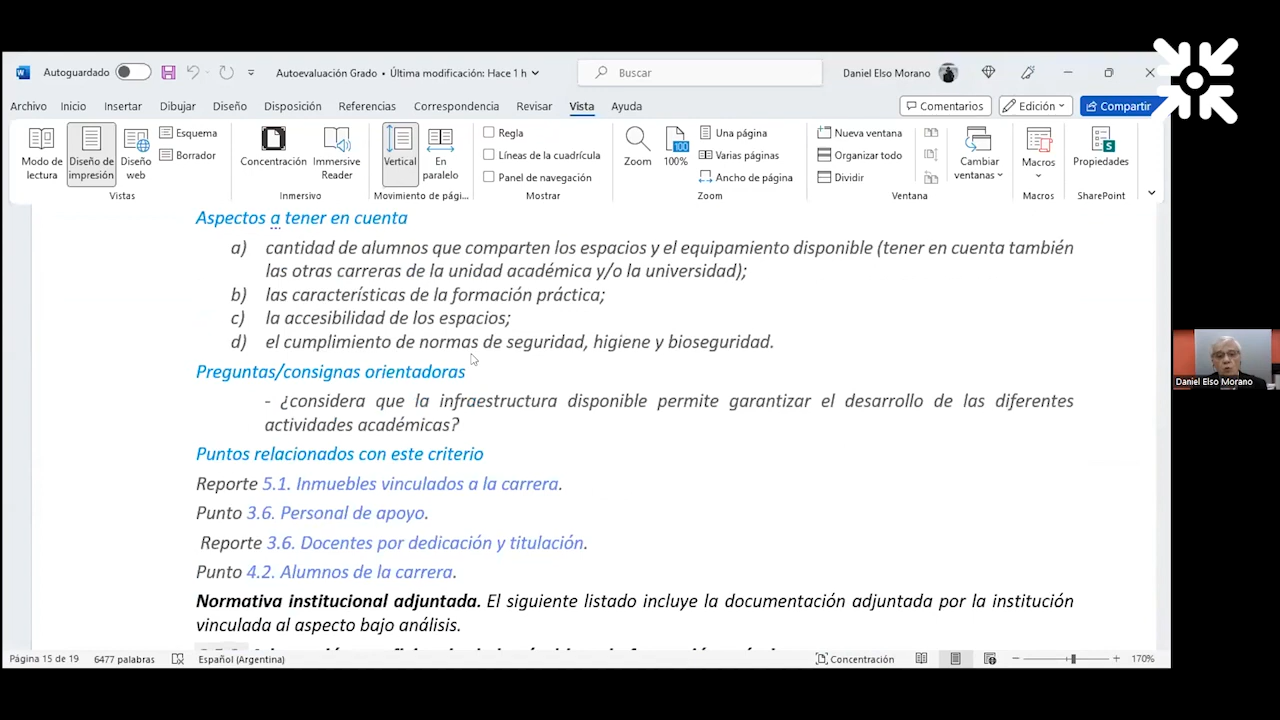 Autoguardado
Autoevaluación Grado • Última modificación: Hace 1 h
Buscar
Daniel Elso Morano
Archivo Inicio Insertar Dibujar Diseño Disposición Referencias Correspondencia Revisar Vista Ayuda
Comentarios Edición Compartir
Modo de lectura
Diseño de impresión
Diseño web
Esquema
Borrador
Vistas
Concentración
Immersive Reader
Inmersivo
Vertical
En paralelo
Movimiento de pági...
Regla
Líneas de la cuadrícula
Panel de navegación
Mostrar
Zoom
100
100%
Una página
Varias páginas
Ancho de página
Zoom
Nueva ventana
Organizar todo
Dividir
Cambiar ventanas
Ventana
Macros
Macros
Propiedades
SharePoint
Aspectos a tener en cuenta
a) cantidad de alumnos que comparten los espacios y el equipamiento disponible (tener en cuenta también
las otras carreras de la unidad académica y/o la universidad);
b) las características de la formación práctica;
c) la accesibilidad de los espacios;
d) el cumplimiento de normas de seguridad, higiene y bioseguridad.
Preguntas/consignas orientadoras
- ¿considera que la infraestructura disponible permite garantizar el desarrollo de las diferentes
actividades académicas?
Puntos relacionados con este criterio
Reporte 5.1. Inmuebles vinculados a la carrera.
Punto 3.6. Personal de apoyo.
Reporte 3.6. Docentes por dedicación y titulación.
Punto 4.2. Alumnos de la carrera.
Normativa institucional adjuntada. El siguiente listado incluye la documentación adjuntada por la institución
vinculada al aspecto bajo análisis.
Página 15 de 19 6477 palabras Español (Argentina) Concentración 170%
Daniel Elso Morano